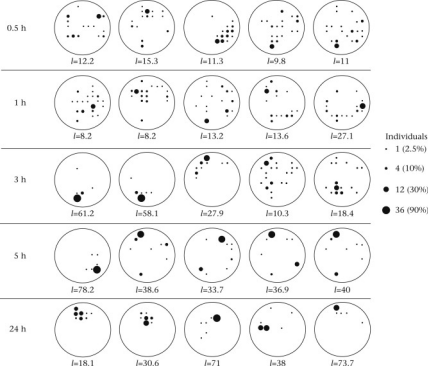 0.5 h
l=12.2 l=15.3 l=11.3 l=9.8 l=11
1 h
l=8.2 l=8.2 l=13.2 l=13.6 l=27.1
Individuals
1 (2.5%)
4 (10%)
12 (30%)
36 (90%)
3 h
l=61.2 l=58.1 l=27.9 l=10.3 l=18.4
5 h
l=78.2 l=38.6 l=33.7 l=36.9 l=40
24 h
l=18.1 l=30.6 l=71 l=38 l=73.7